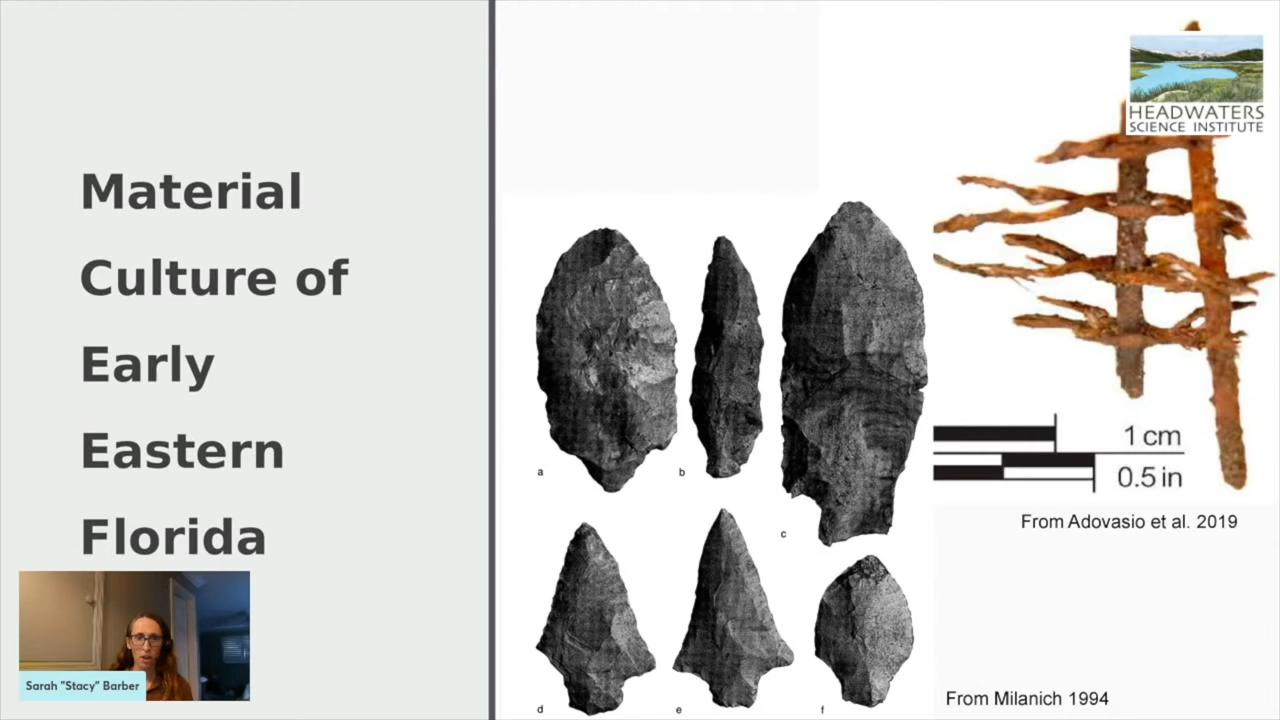 Material
Culture of
Early
Eastern
Florida
Sarah "Stacy" Barber
HEADWATERS
SCIENCE INSTITUTE
a
b
c
d
e
f
1 cm
0.5 in
From Adovasio et al. 2019
From Milanich 1994